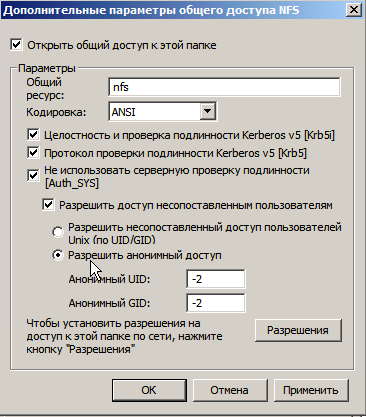 Дополнительные параметры общего доступа NFS
Открыть общий доступ к этой папке
Параметры
Общий
ресурс:
nfs
Кодировка:
ANSI
Целостность и проверка подлинности Kerberos v5 [Krb5i]
Протокол проверки подлинности Kerberos v5 [Krb5]
Не использовать серверную проверку подлинности
[Auth_SYS]
Разрешить доступ несопоставленным пользователям
Разрешить несопоставленный доступ пользователей
Unix (по UID/GID)
Разрешить анонимный доступ
Анонимный UID:
-2
Анонимный GID:
-2
Чтобы установить разрешения на
доступ к этой папке по сети, нажмите
кнопку "Разрешения"
Разрешения
ОК
Отмена
Применить